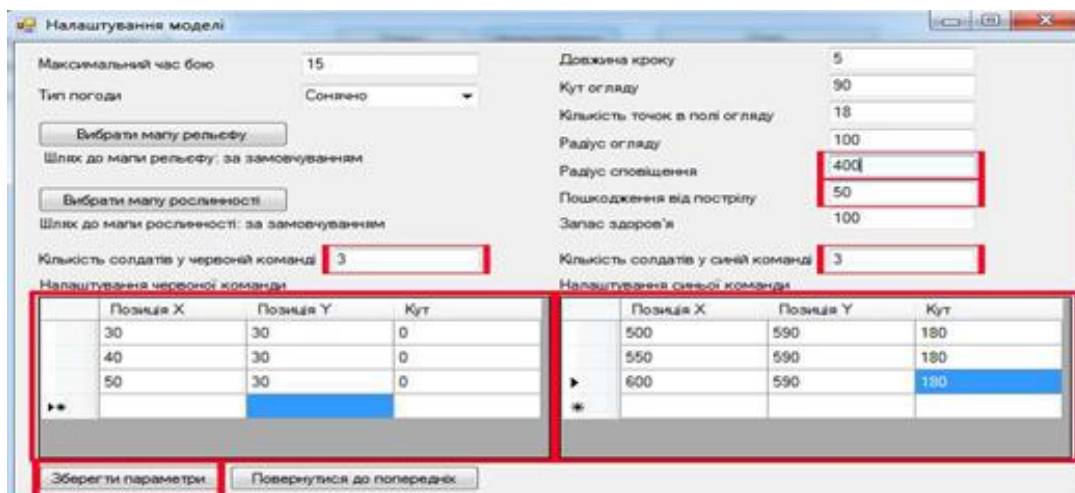 Налаштування моделі
Максимальний час бою 15
Тип погоди Сонячно
Вибрати мапу рельєфу
Шлях до мапи рельєфу: за замовчуванням
Вибрати мапу рослинності
Шлях до мапи рослинності: за замовчуванням
Довжина кроку 5
Кут огляду 90
Кількість точок в полі огляду 18
Радіус огляду 100
Радіус сповіщення 400
Пошкодження від пострілу 50
Запас здоров'я 100
Кількість солдатів у червоній команді 3
Кількість солдатів у синій команді 3
Налаштування червоної команди
Позиція X Позиція Y Кут
30 30 0
40 30 0
50 30 0
Налаштування синьої команди
Позиція X Позиція Y Кут
500 590 180
550 590 180
600 590 180
Зберегти параметри
Повернутися до попередніх